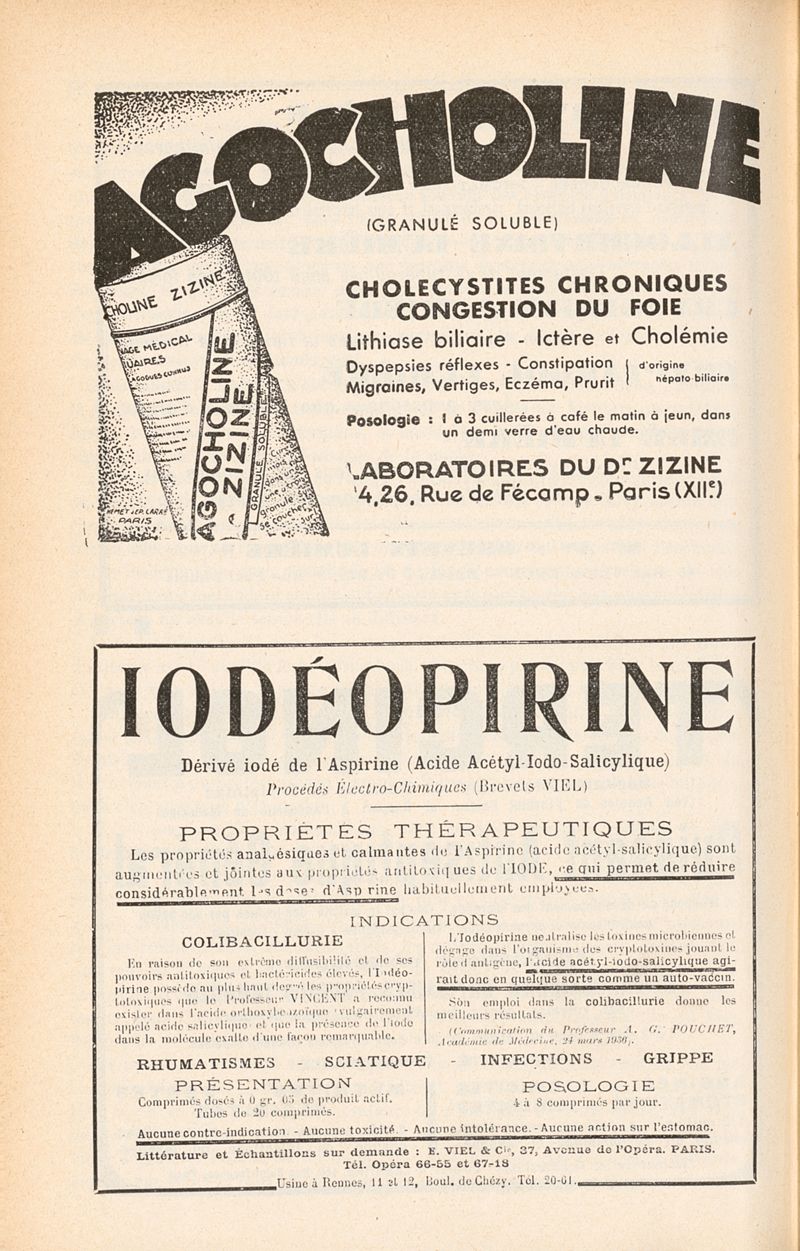 AGOCHOLINE
(GRANULÉ SOLUBLE)
CHOLINE ZIZINE
AGOCHOLINE
ZIZINE
GRANULÉ SOLUBLE
PARIS
CHOLECYSTITES CHRONIQUES
CONGESTION DU FOIE
Lithiase biliaire - Ictère et Cholémie
Dyspepsies réflexes - Constipation
Migraines, Vertiges, Eczéma, Prurit
d'origine
hépato biliaire
Posologie : 1 à 3 cuillerées à café le matin à jeun, dans
un demi verre d'eau chaude.
LABORATOIRES DU Dr ZIZINE
24,26, Rue de Fécamp - Paris (XIIe)
IODÉOPIRINE
Dérivé iodé de l'Aspirine (Acide Acétyl-Iodo-Salicylique)
Procédés Électro-Chimiques (Brevets VIEL)
PROPRIÉTÉS THÉRAPEUTIQUES
Les propriétés analgésiques et calmantes de l'Aspirine (acide acétyl-salicylique) sont
augmentées et jointes aux propriétés antitoxiques de l'IODE, ce qui permet de réduire
considérablement les doses d'Aspirine habituellement employées.
INDICATIONS
COLIBACILLURIE
En raison de son extrême diffusibilité et de ses
pouvoirs antitoxiques et bactéricides élevés, l'Iodéo-
pirine possède au plus haut degré les propriétés cryp-
totoxiques que le Professeur VINCENT a reconnu
exister dans l'acide orthoxybenzoïque vulgairement
appelé acide salicylique et que la présence de l'iode
dans la molécule exalte d'une façon remarquable.
L'Iodéopirine neutralise les toxines microbiennes et
dégage dans l'organisme des cryptotoxines jouant le
rôle d'antigène, l'acide acétyl-iodo-salicylique agi-
rait donc en quelque sorte comme un auto-vaccin.
Son emploi dans la colibacillurie donne les
meilleurs résultats.
(Communication du Professeur A. G. POUCHET,
Académie de Médecine, 24 mars 1936).
RHUMATISMES - SCIATIQUE - INFECTIONS - GRIPPE
PRÉSENTATION
Comprimés dosés à 0 gr. 05 de produit actif.
Tubes de 20 comprimés.
POSOLOGIE
4 à 8 comprimés par jour.
Aucune contre-indication. - Aucune toxicité. - Aucune intolérance. - Aucune action sur l'estomac.
Littérature et Échantillons sur demande : E. VIEL & Cie, 37, Avenue de l'Opéra. PARIS.
Tél. Opéra 66-55 et 67-18
Usine à Rennes, 11 et 12, Boul. de Chézy. Tél. 20-61.